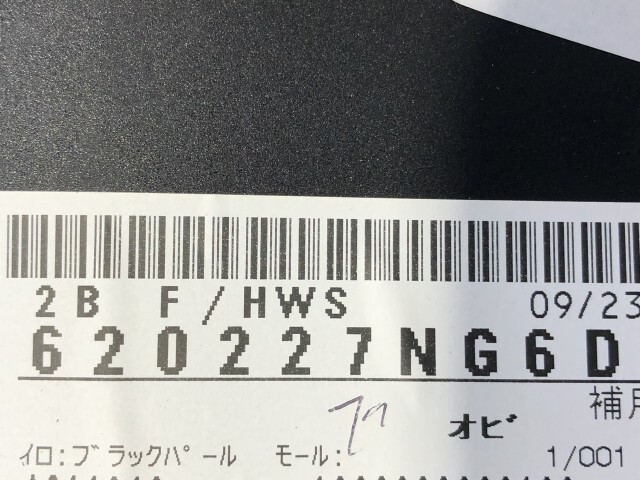 2B F/HWS 09/23
620227NG6D
補
オビ
イロ:ブラックパール モール: 1/001